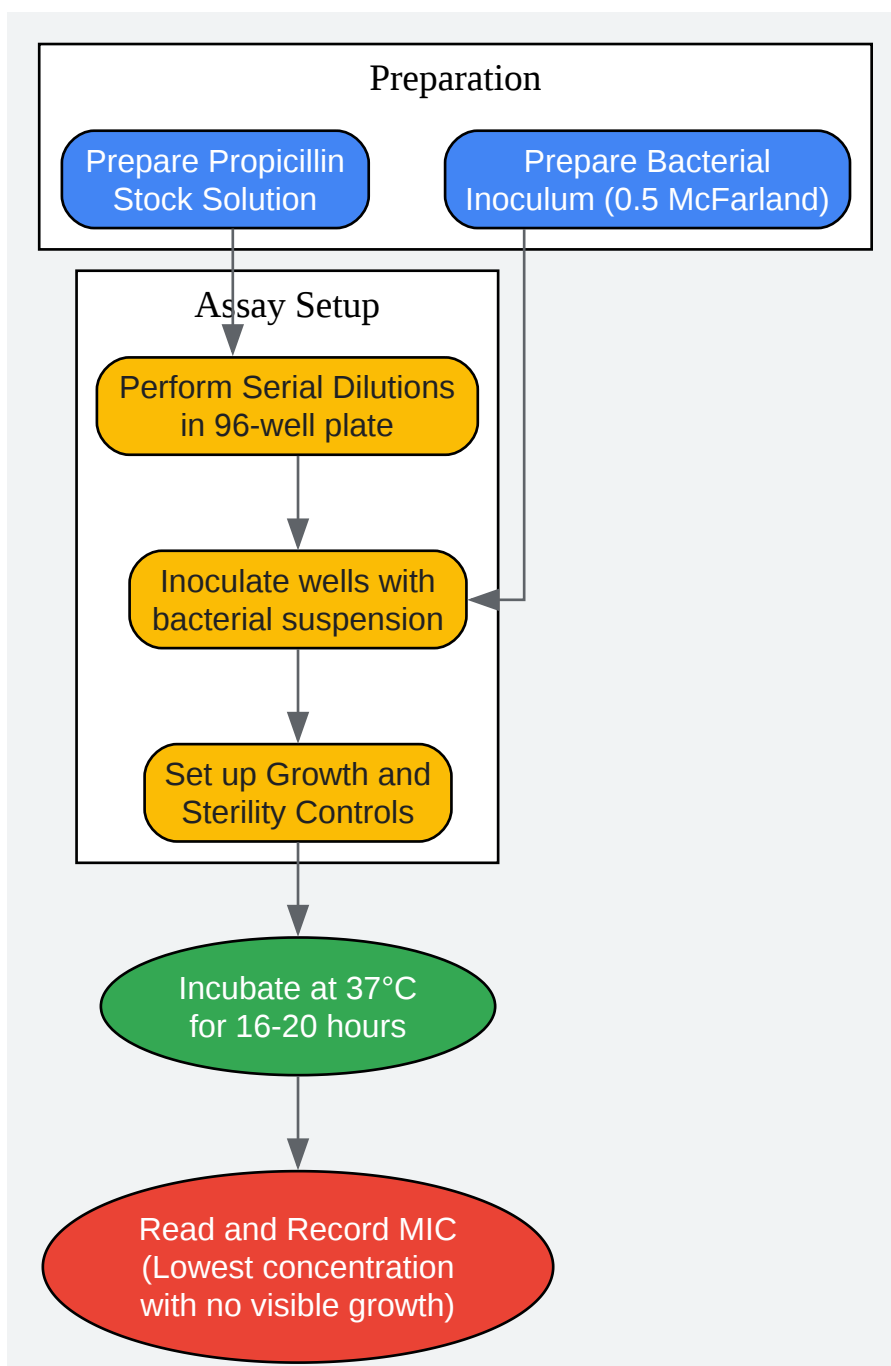 Preparation
Prepare Propicillin
Stock Solution
Prepare Bacterial
Inoculum (0.5 McFarland)
Assay Setup
Perform Serial Dilutions
in 96-well plate
Inoculate wells with
bacterial suspension
Set up Growth and
Sterility Controls
Incubate at 37°C
for 16-20 hours
Read and Record MIC
(Lowest concentration
with no visible growth)